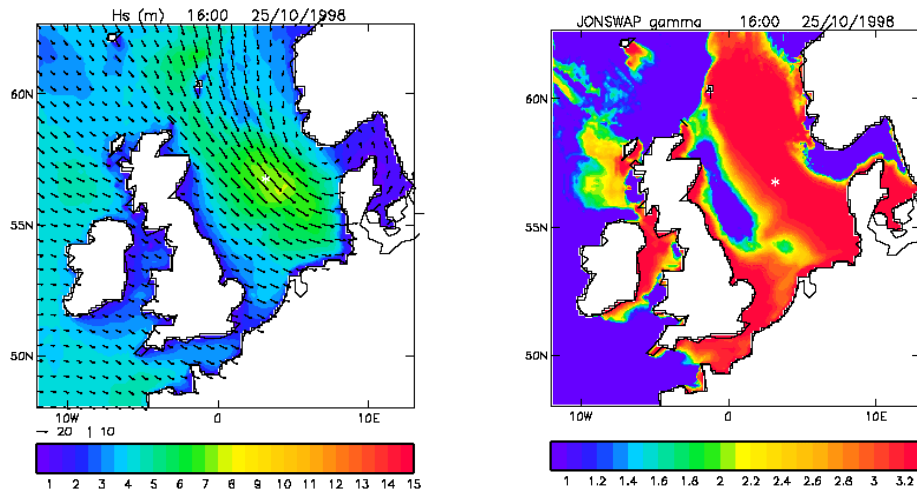 Hs (m) 16:00 25/10/1998
60N
55N
50N
10W 0 10E
20 10
1 2 3 4 5 6 7 8 9 10 11 12 13 14 15
JONSWAP gamma 16:00 25/10/1998
60N
55N
50N
10W 0 10E
1 1.2 1.4 1.6 1.8 2 2.2 2.4 2.6 2.8 3 3.2